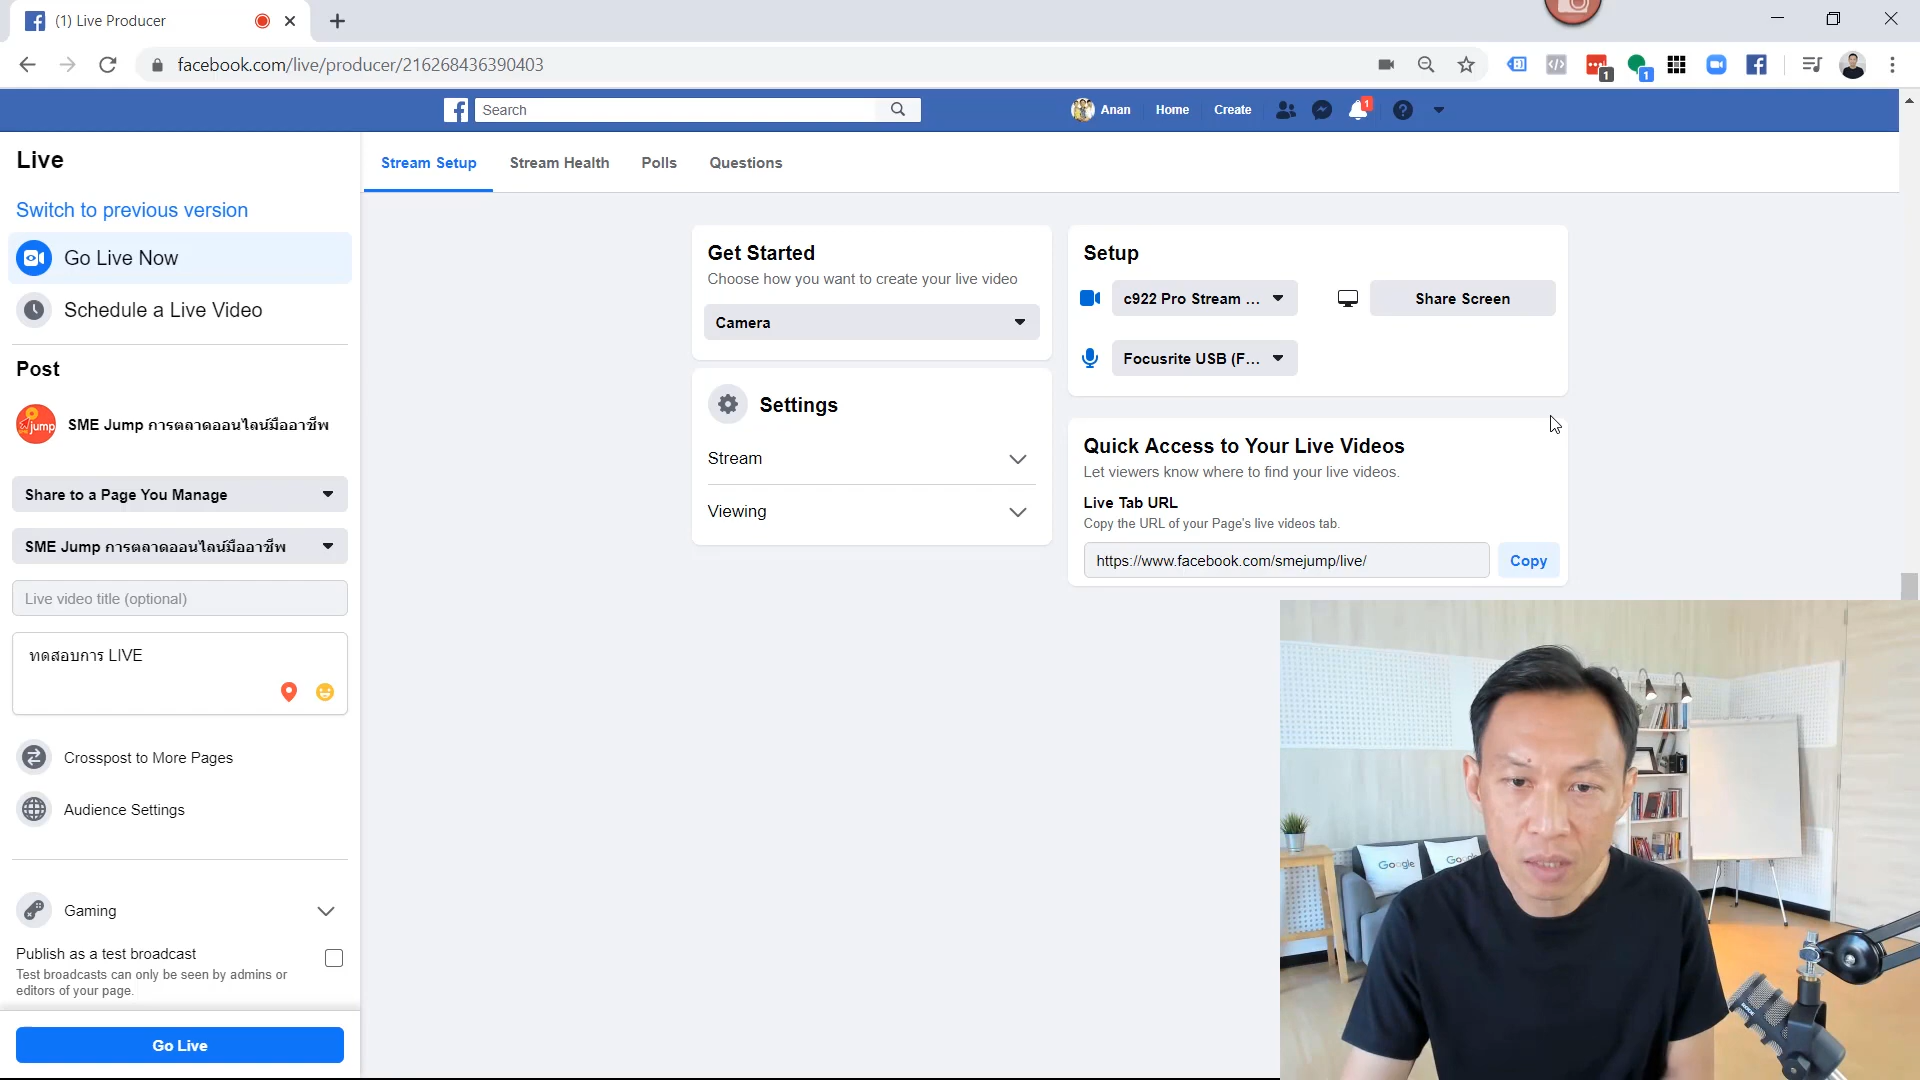 (1) Live Producer
facebook.com/live/producer/216268436390403
1
1
Search
Anan
Home
Create
1
Live
Switch to previous version
Go Live Now
Schedule a Live Video
Post
jump
SME Jump การตลาดออนไลน์มืออาชีพ
Share to a Page You Manage
SME Jump การตลาดออนไลน์มืออาชีพ
Live video title (optional)
ทดสอบการ LIVE
Crosspost to More Pages
Audience Settings
Gaming
Publish as a test broadcast
Test broadcasts can only be seen by admins or
editors of your page.
Go Live
Stream Setup
Stream Health
Polls
Questions
Get Started
Choose how you want to create your live video
Camera
Settings
Stream
Viewing
Setup
c922 Pro Stream ...
Share Screen
Focusrite USB (F...
Quick Access to Your Live Videos
Let viewers know where to find your live videos.
Live Tab URL
Copy the URL of your Page's live videos tab.
https://www.facebook.com/smejump/live/
Copy
Google